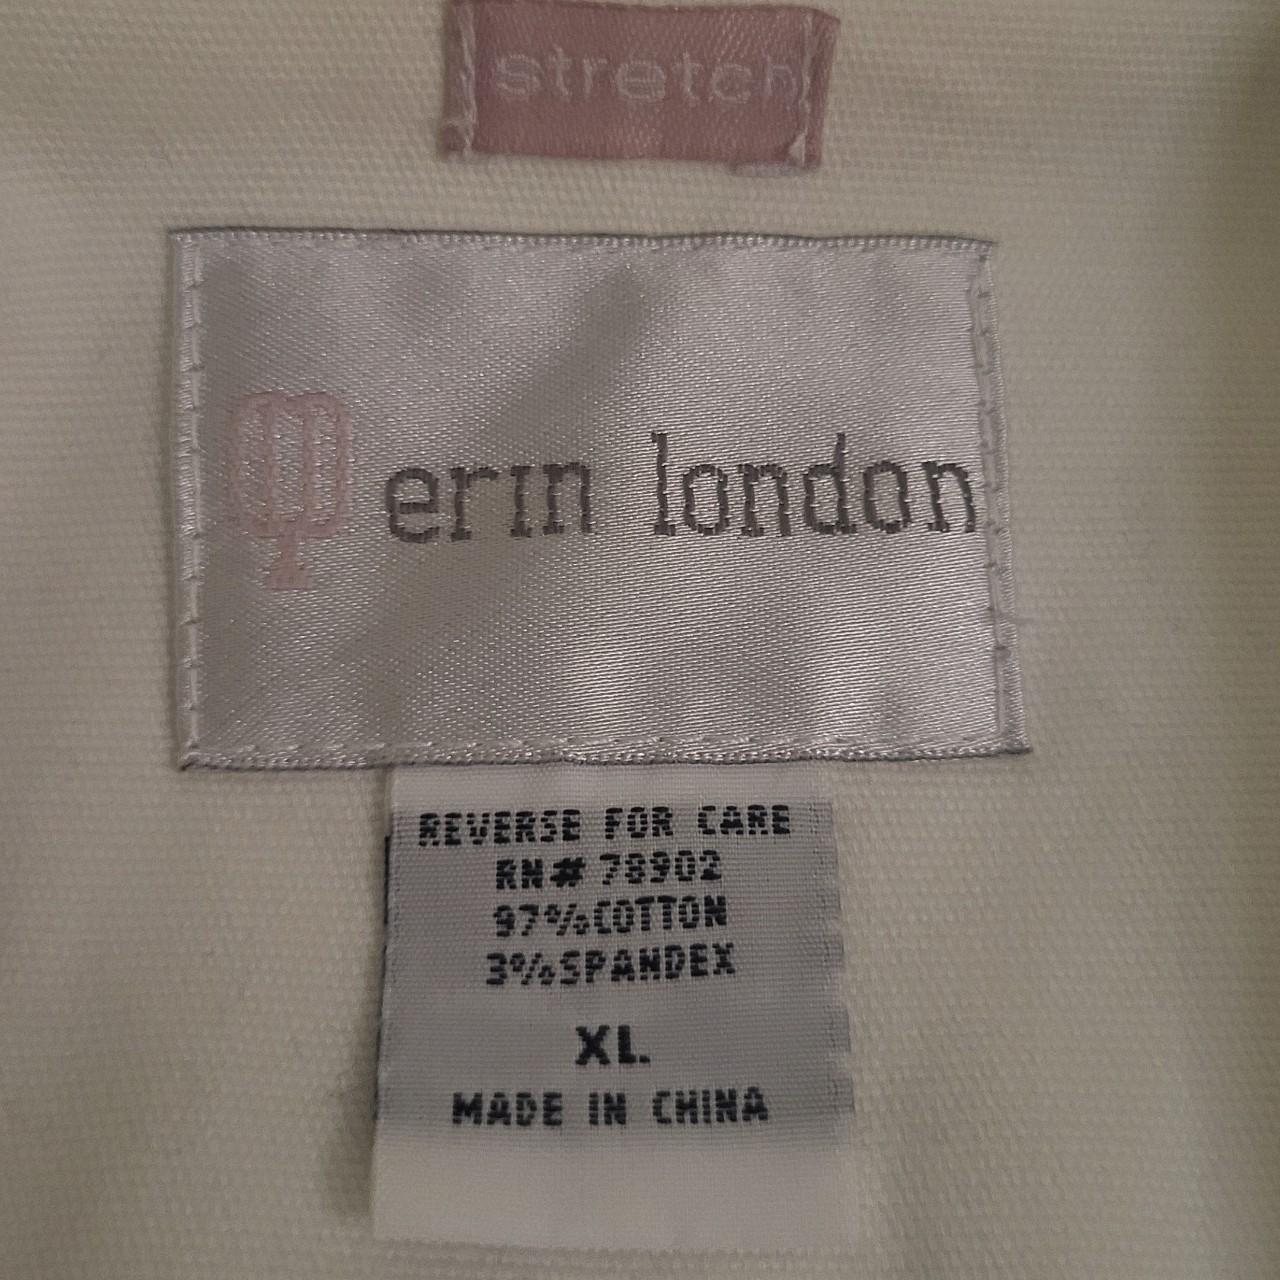 stretch
erin london
REVERSE FOR CARE
RN# 78902
97%COTTON
3%SPANDEX
XL
MADE IN CHINA